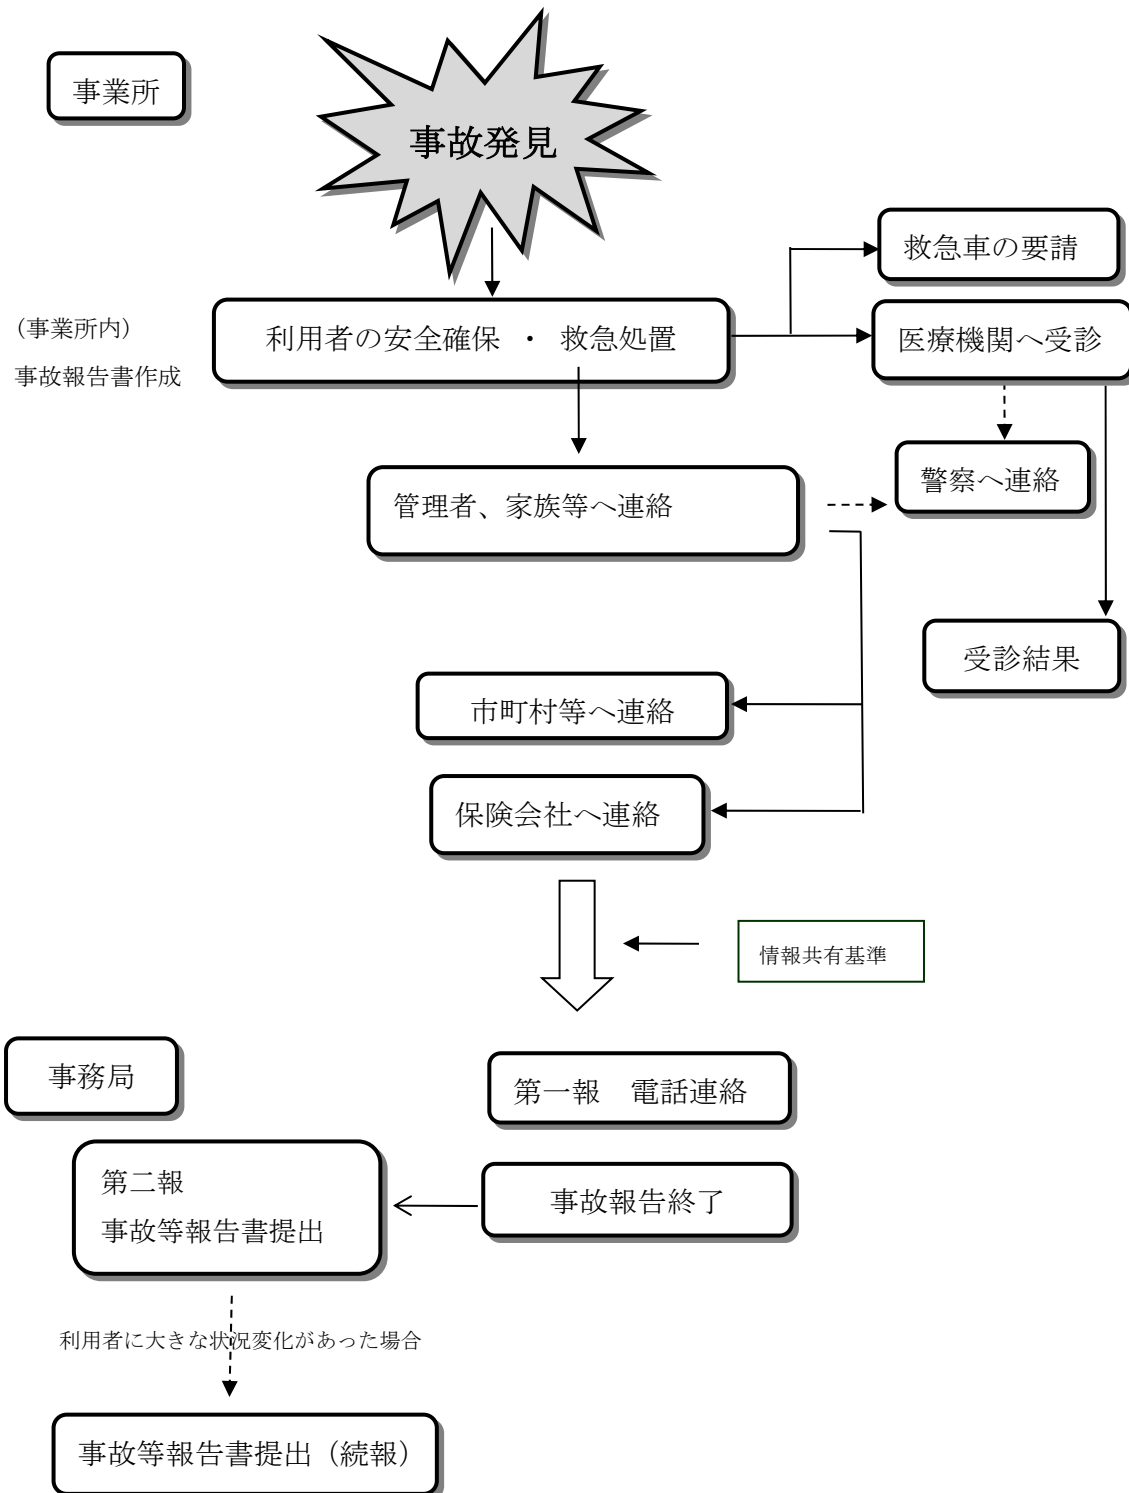 事業所
事故発見
救急車の要請
(事業所内)
事故報告書作成
利用者の安全確保 ・ 救急処置
医療機関へ受診
管理者、家族等へ連絡
警察へ連絡
受診結果
市町村等へ連絡
保険会社へ連絡
情報共有基準
事務局
第一報　電話連絡
第二報
事故等報告書提出
事故報告終了
利用者に大きな状況変化があった場合
事故等報告書提出（続報）